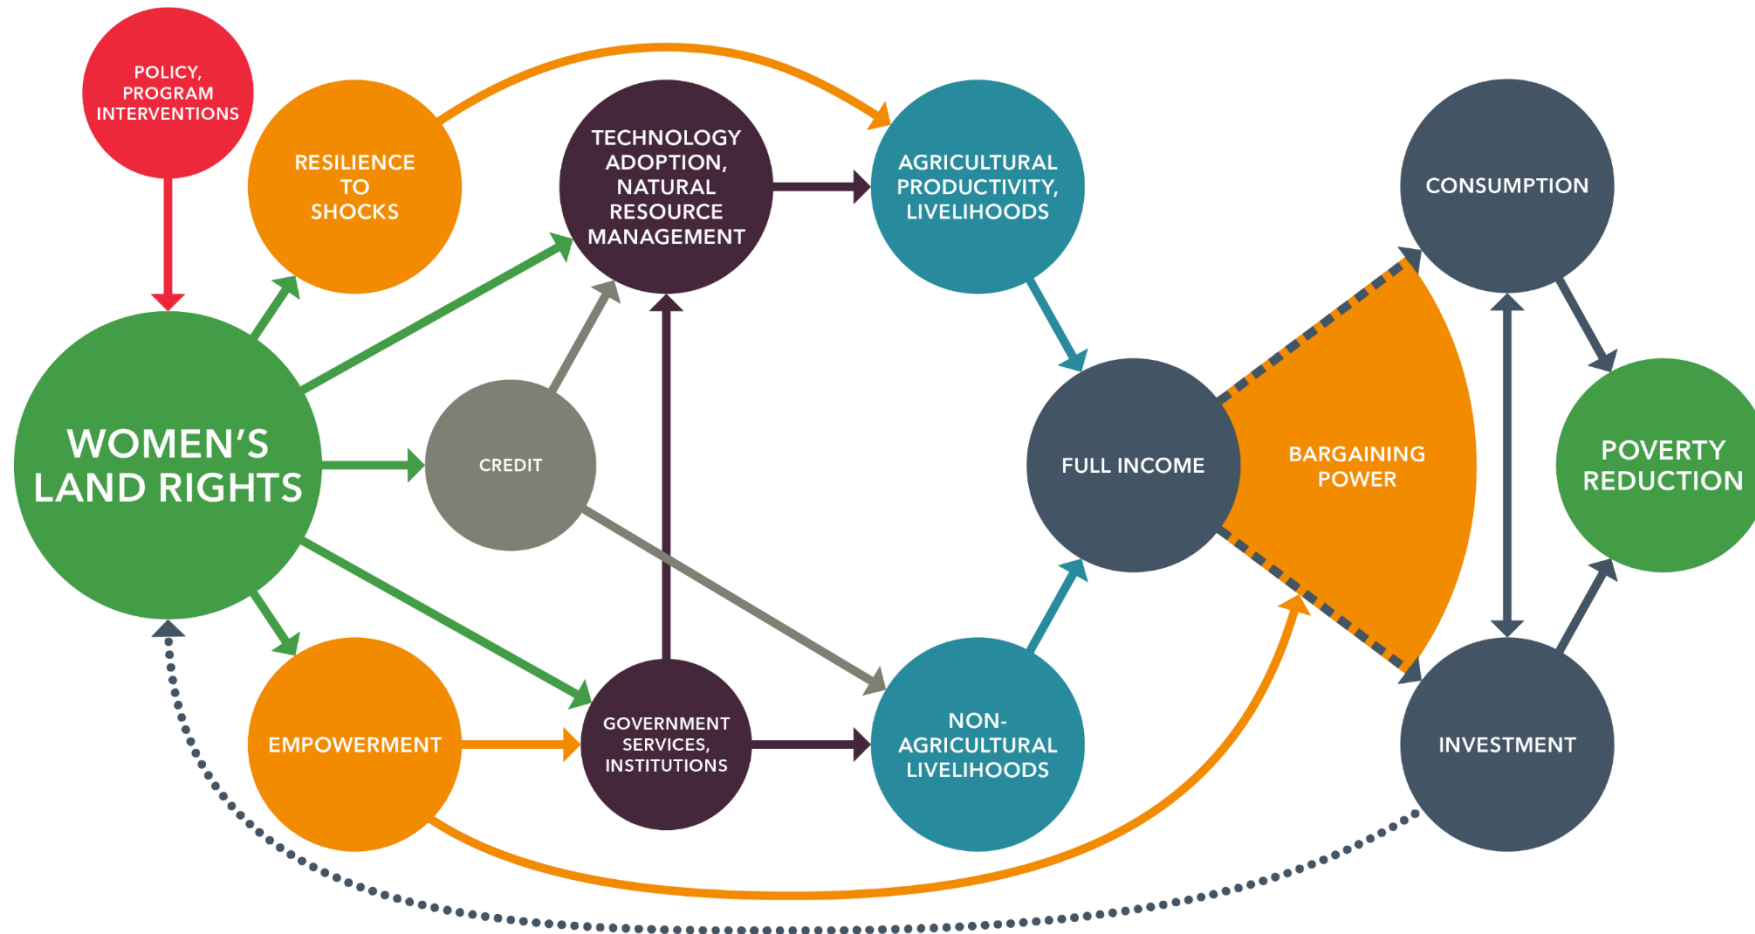 POLICY,
PROGRAM
INTERVENTIONS
RESILIENCE
TO
SHOCKS
TECHNOLOGY
ADOPTION,
NATURAL
RESOURCE
MANAGEMENT
AGRICULTURAL
PRODUCTIVITY,
LIVELIHOODS
CONSUMPTION
WOMEN’S
LAND RIGHTS
CREDIT
FULL INCOME
BARGAINING
POWER
POVERTY
REDUCTION
EMPOWERMENT
GOVERNMENT
SERVICES,
INSTITUTIONS
NON-
AGRICULTURAL
LIVELIHOODS
INVESTMENT